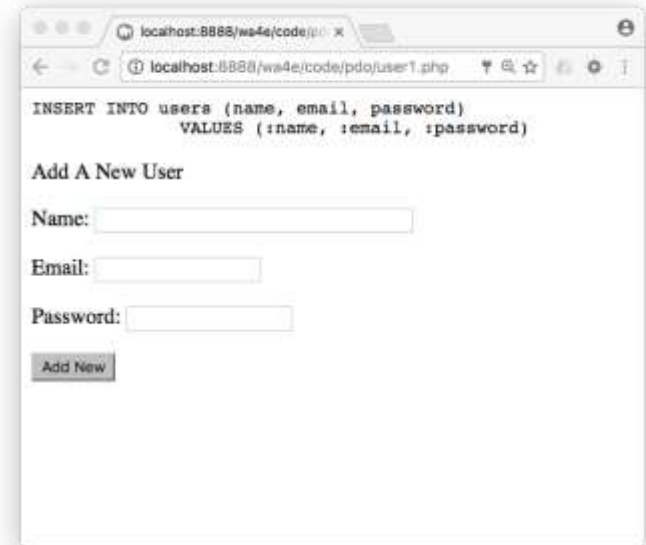 localhost:8888/wa4e/code/pdo
localhost:8888/wa4e/code/pdo/user1.php
INSERT INTO users (name, email, password)
VALUES (:name, :email, :password)
Add A New User
Name:
Email:
Password:
Add New